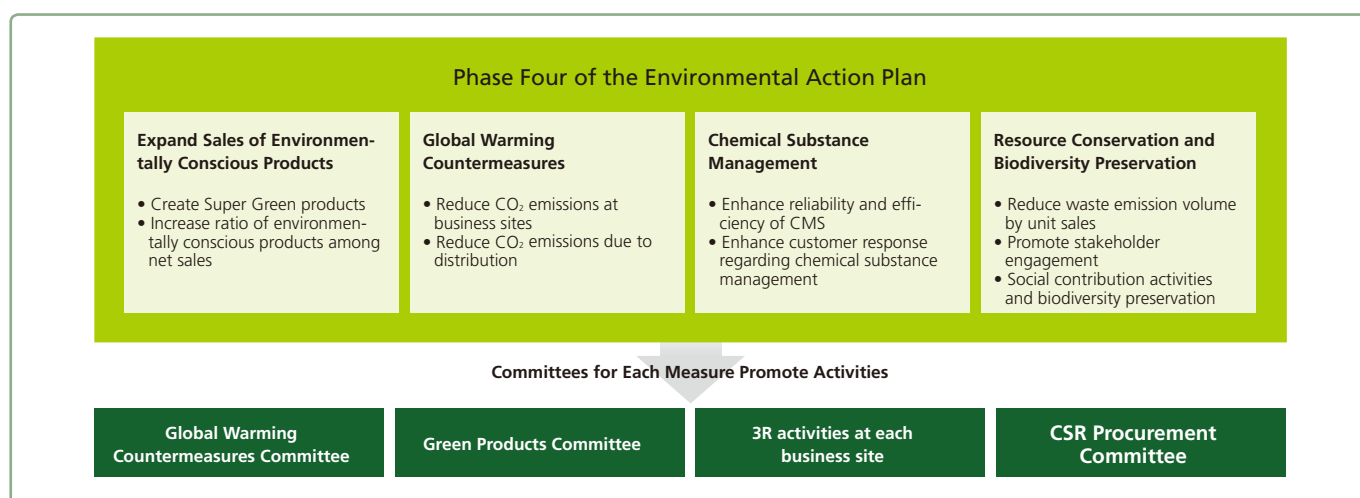 Phase Four of the Environmental Action Plan
Expand Sales of Environmen-
tally Conscious Products
• Create Super Green products
• Increase ratio of environmen-
tally conscious products among
net sales
Global Warming
Countermeasures
• Reduce CO₂ emissions at
business sites
• Reduce CO₂ emissions due to
distribution
Chemical Substance
Management
• Enhance reliability and effi-
ciency of CMS
• Enhance customer response
regarding chemical substance
management
Resource Conservation and
Biodiversity Preservation
• Reduce waste emission volume
by unit sales
• Promote stakeholder
engagement
• Social contribution activities
and biodiversity preservation
Committees for Each Measure Promote Activities
Global Warming
Countermeasures Committee
Green Products Committee
3R activities at each
business site
CSR Procurement
Committee